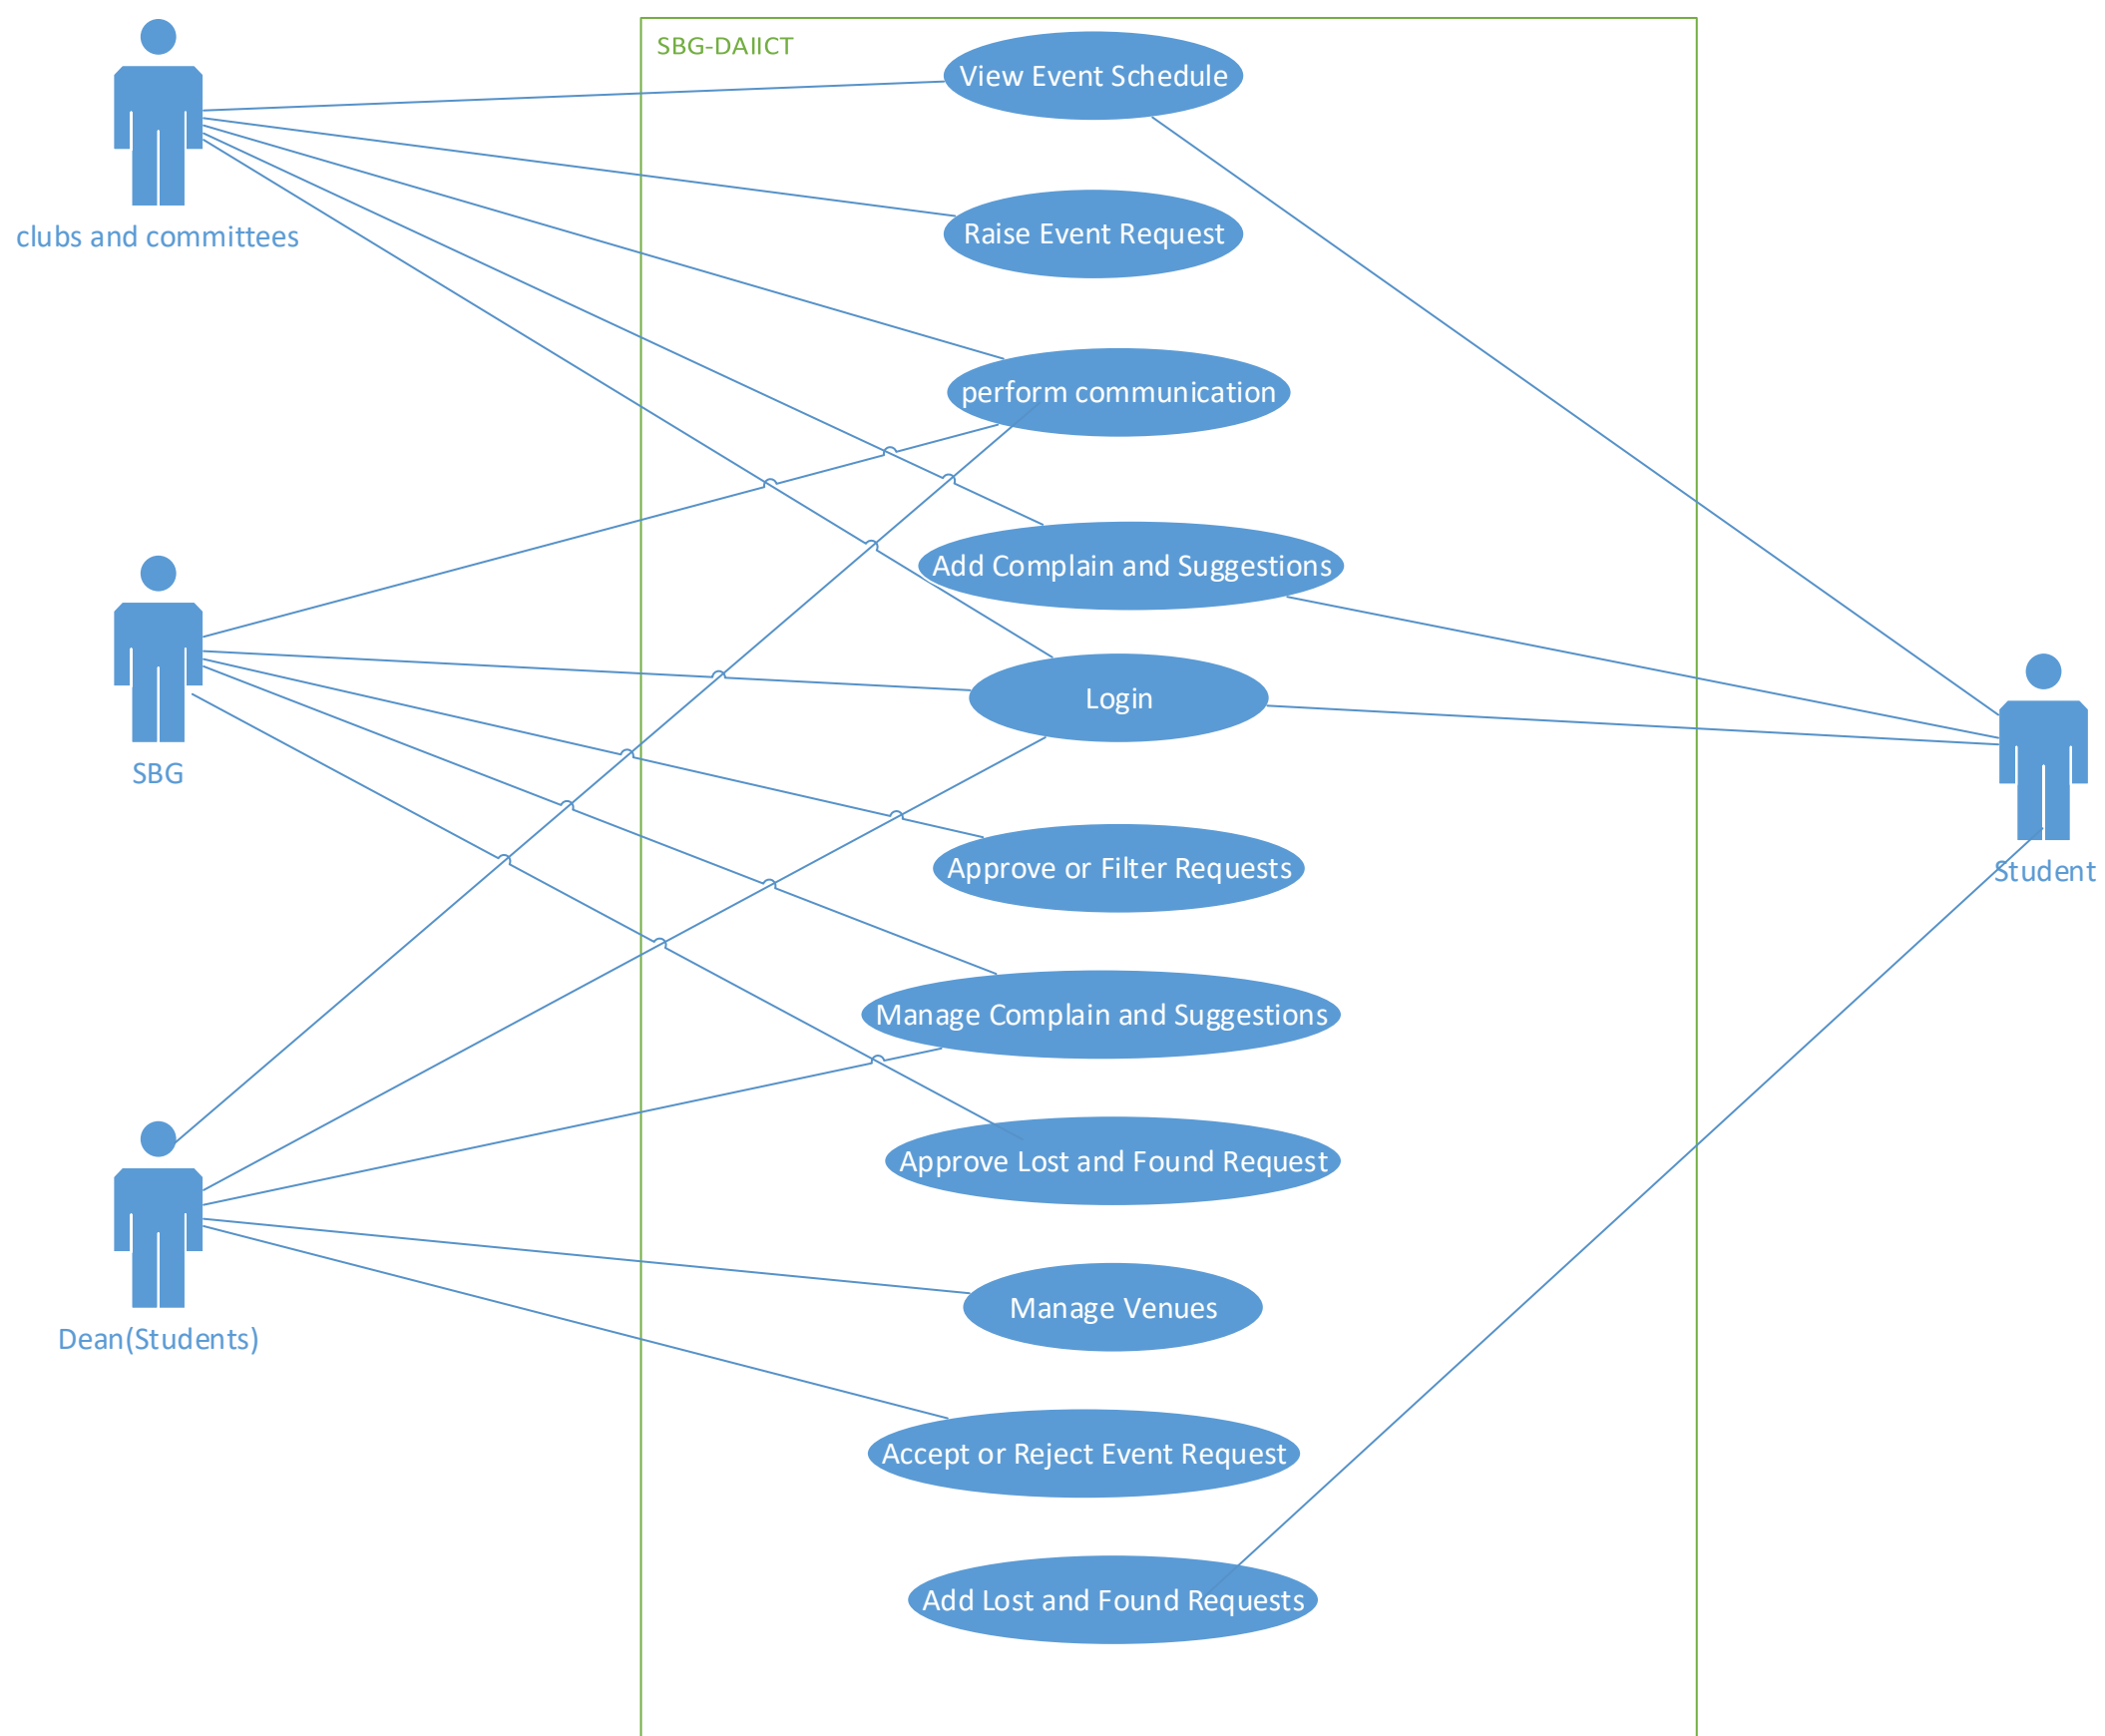 SBG-DAIICT
View Event Schedule
clubs and committees
Raise Event Request
perform communication
Add Complain and Suggestions
Login
SBG
Approve or Filter Requests
Student
Manage Complain and Suggestions
Approve Lost and Found Request
Manage Venues
Dean(Students)
Accept or Reject Event Request
Add Lost and Found Requests